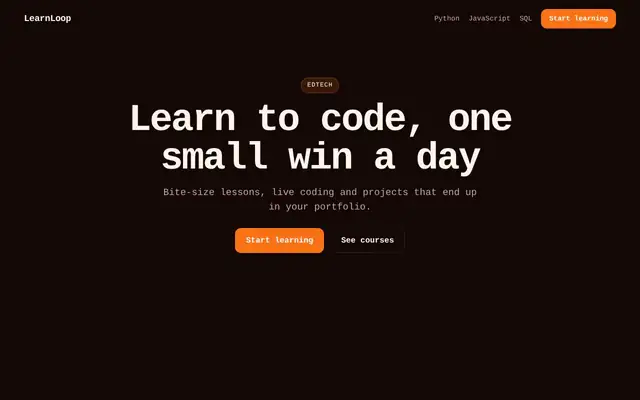 LearnLoop
Python JavaScript SQL Start learning
EDTECH
Learn to code, one
small win a day
Bite-size lessons, live coding and projects that end up
in your portfolio.
Start learning See courses